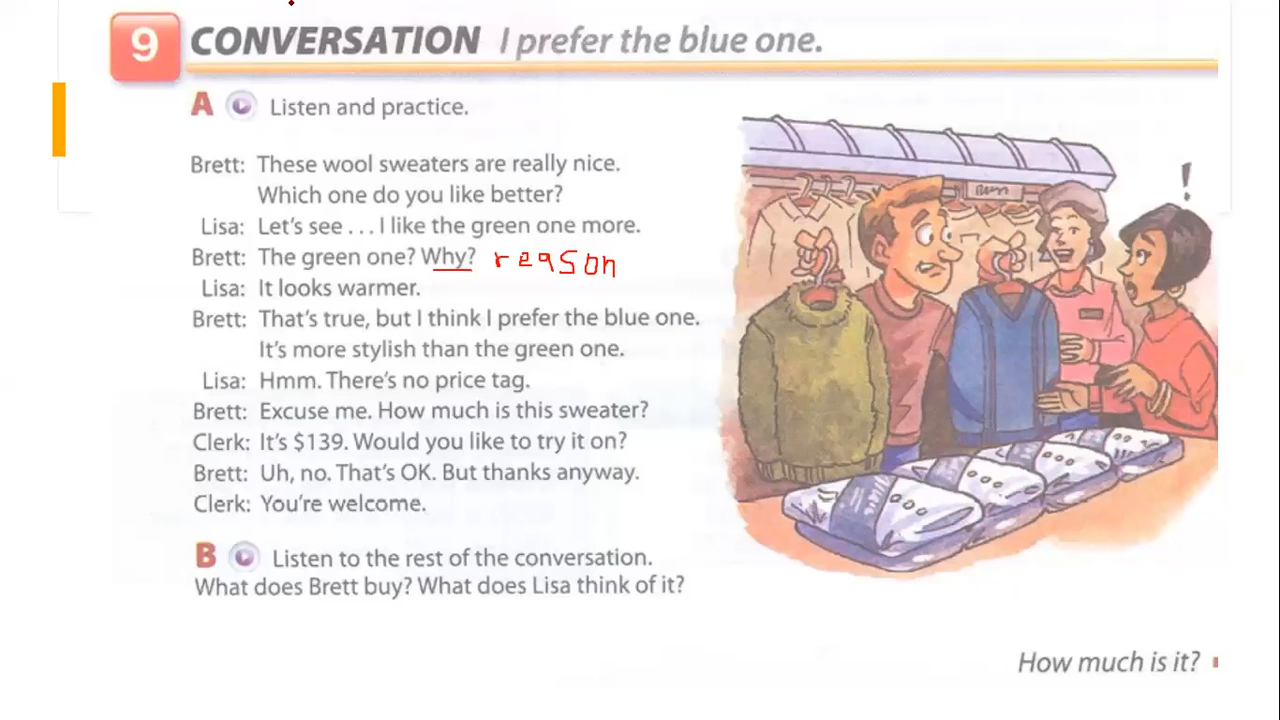 9 CONVERSATION I prefer the blue one.
A Listen and practice.
Brett: These wool sweaters are really nice.
Which one do you like better?
Lisa: Let's see . . . I like the green one more.
Brett: The green one? Why? reason
Lisa: It looks warmer.
Brett: That's true, but I think I prefer the blue one.
It's more stylish than the green one.
Lisa: Hmm. There's no price tag.
Brett: Excuse me. How much is this sweater?
Clerk: It's $139. Would you like to try it on?
Brett: Uh, no. That's OK. But thanks anyway.
Clerk: You're welcome.
B Listen to the rest of the conversation.
What does Brett buy? What does Lisa think of it?
!
How much is it?